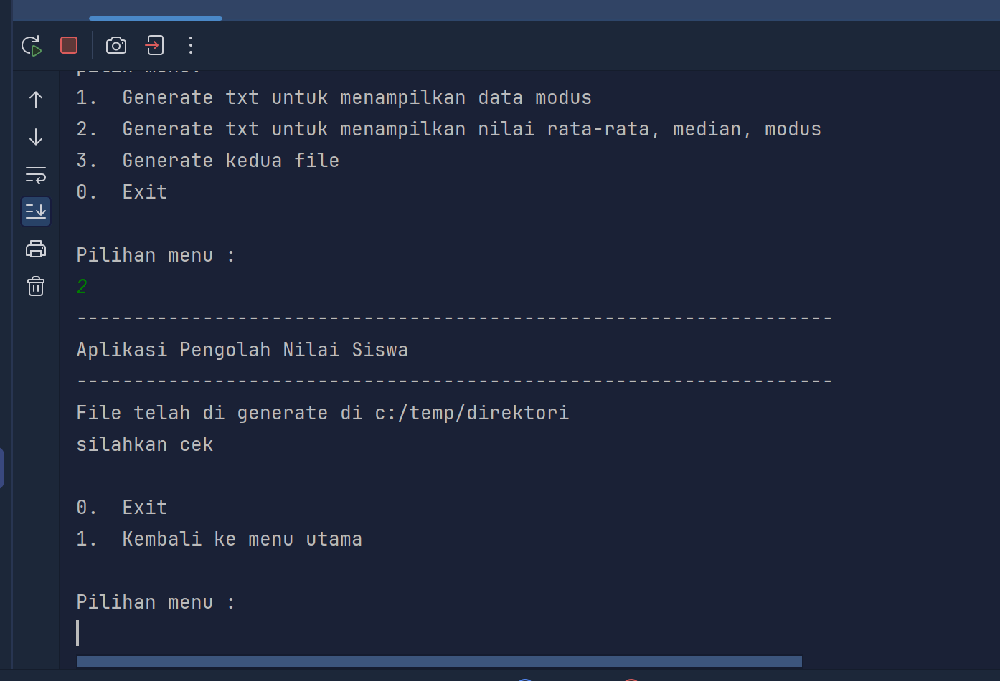 1.  Generate txt untuk menampilkan data modus
2.  Generate txt untuk menampilkan nilai rata-rata, median, modus
3.  Generate kedua file
0.  Exit
Pilihan menu :
2
------------------------------------------------------------------
Aplikasi Pengolah Nilai Siswa
------------------------------------------------------------------
File telah di generate di c:/temp/direktori
silahkan cek
0.  Exit
1.  Kembali ke menu utama
Pilihan menu :